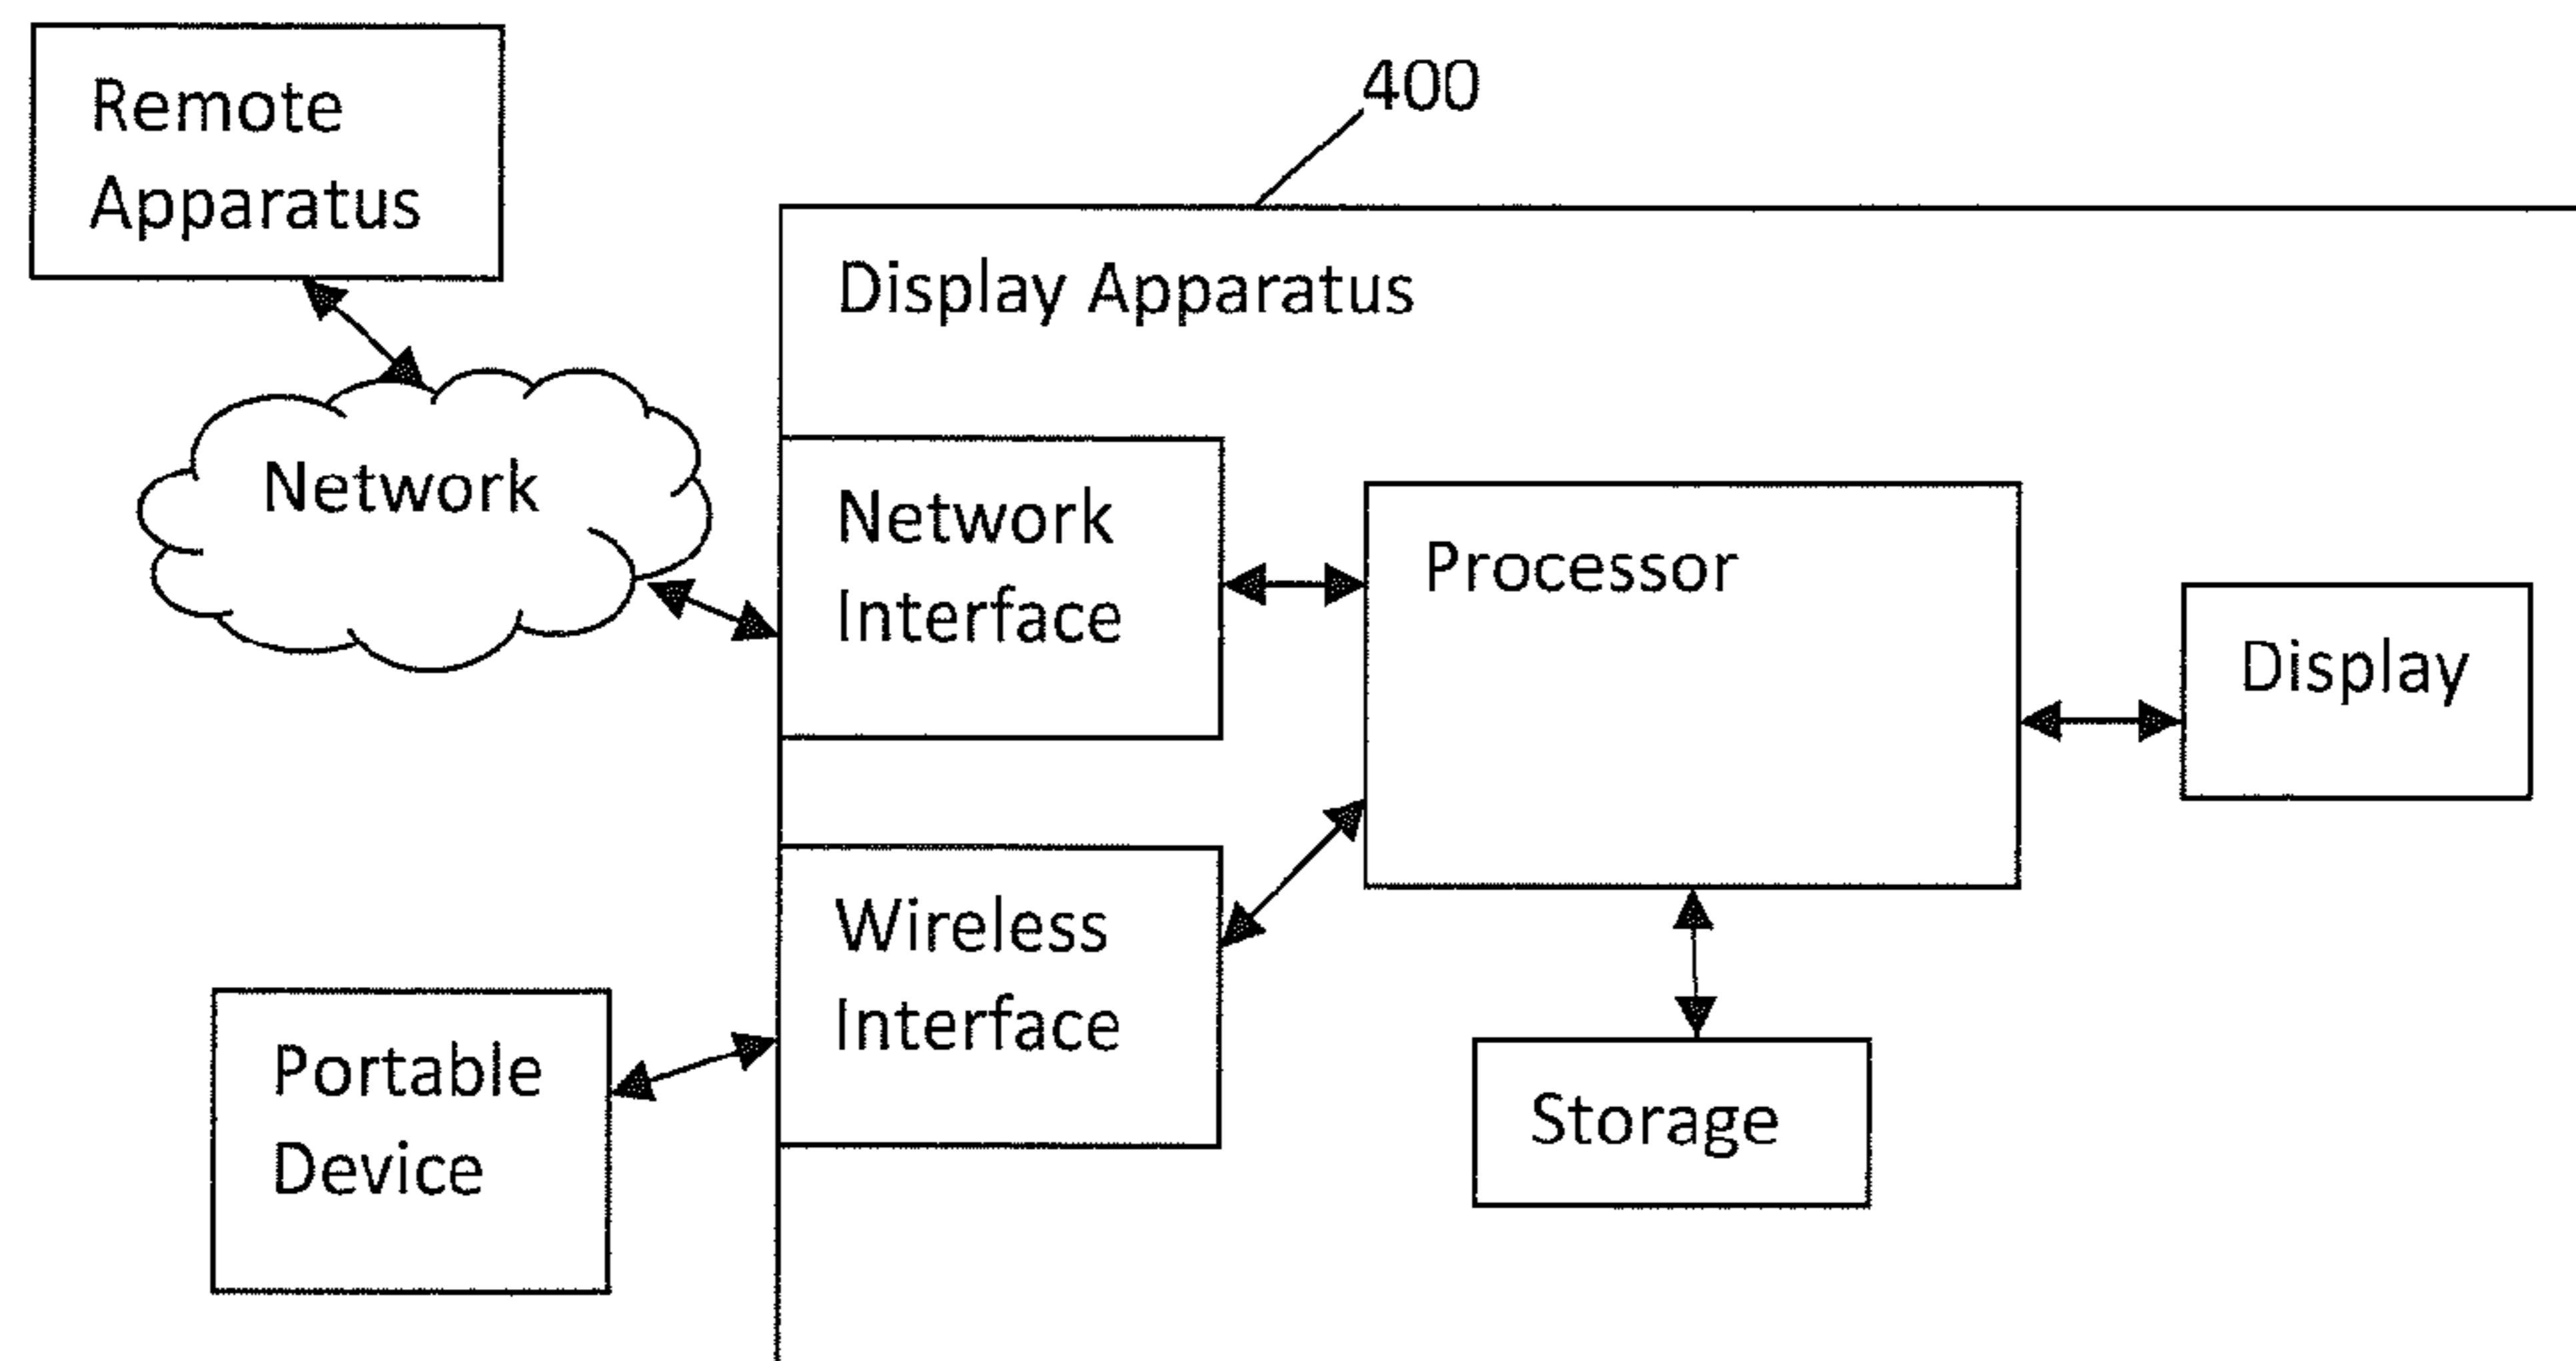 Remote
Apparatus
400
Display Apparatus
Network
Network
Interface
Processor
Display
Wireless
Interface
Portable
Device
Storage